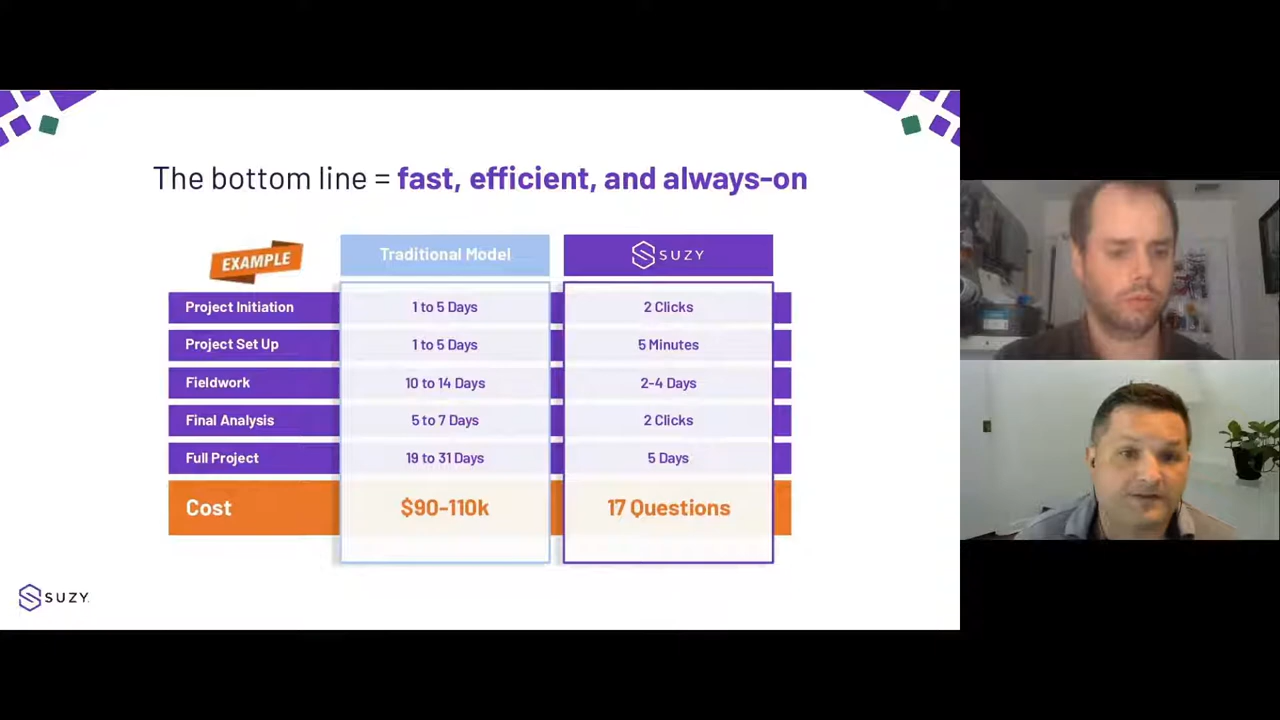 The bottom line = fast, efficient, and always-on
EXAMPLE
Traditional Model
SUZY
Project Initiation
1 to 5 Days
2 Clicks
Project Set Up
1 to 5 Days
5 Minutes
Fieldwork
10 to 14 Days
2-4 Days
Final Analysis
5 to 7 Days
2 Clicks
Full Project
19 to 31 Days
5 Days
Cost
$90-110k
17 Questions
SUZY